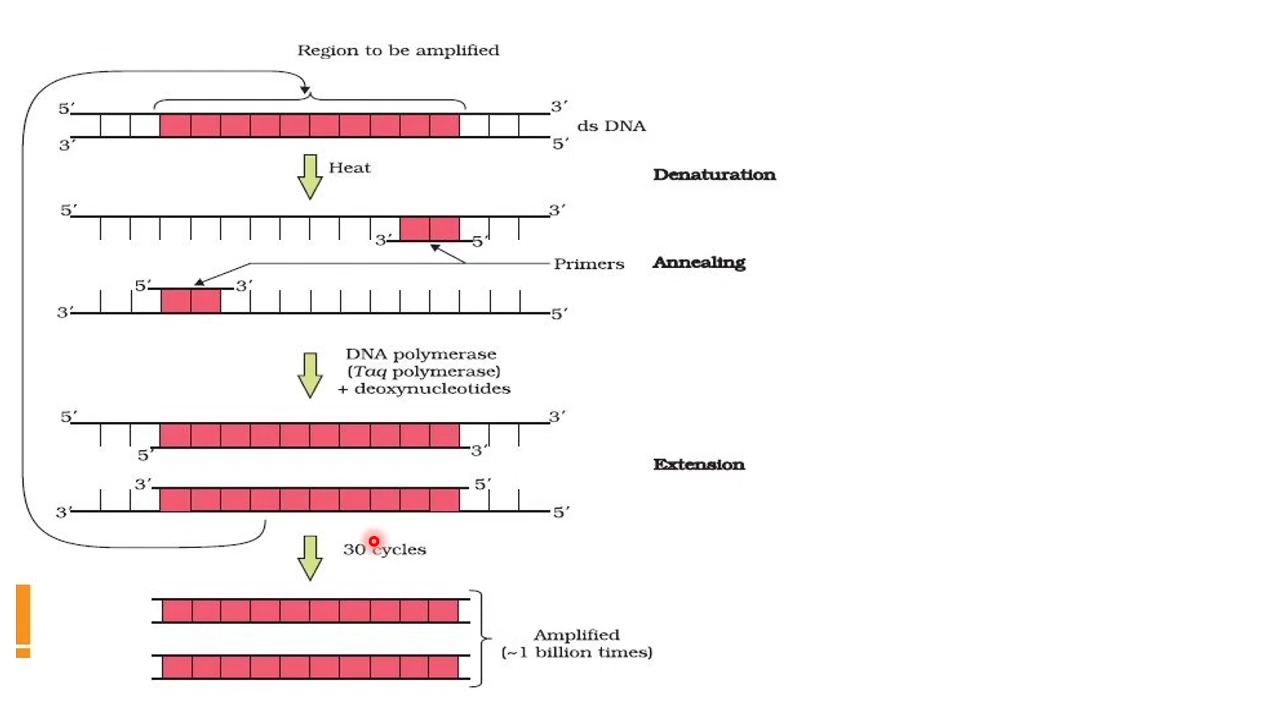 Region to be amplified
5′ 3′
ds DNA
3′ 5′
Heat
Denaturation
5′ 3′
3′ 5′
Primers
Annealing
5′ 3′
3′ 5′
DNA polymerase
(Taq polymerase)
+ deoxynucleotides
5′ 3′
5′ 3′
Extension
3′ 5′
3′ 5′
30 cycles
Amplified
(~1 billion times)